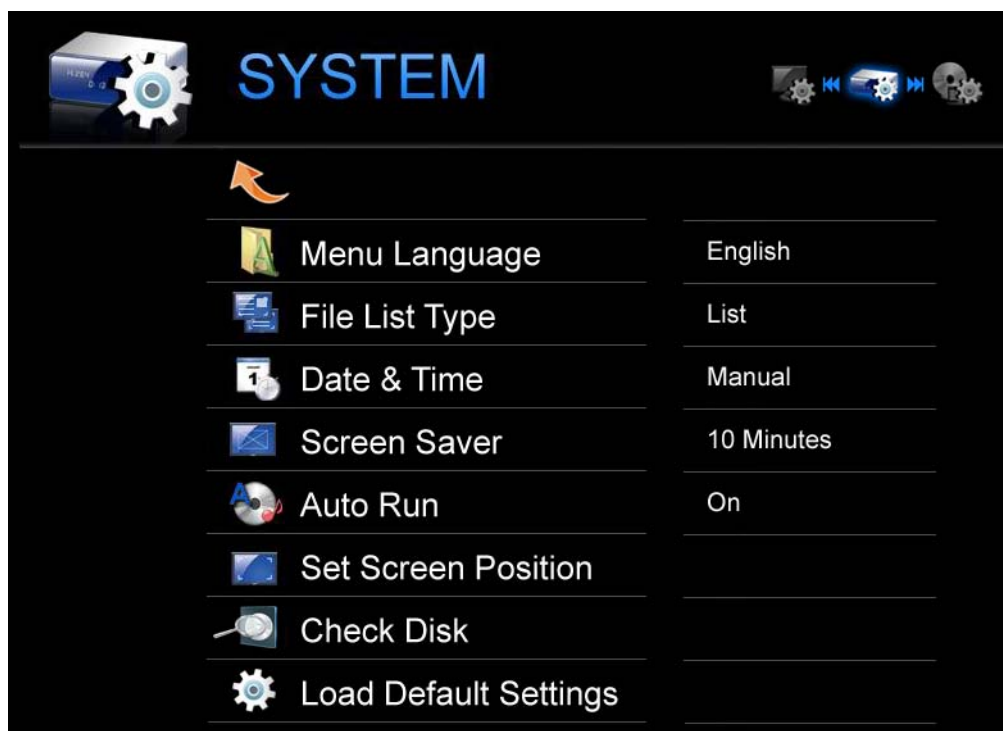 SYSTEM
Menu Language English
File List Type List
Date & Time Manual
Screen Saver 10 Minutes
Auto Run On
Set Screen Position
Check Disk
Load Default Settings